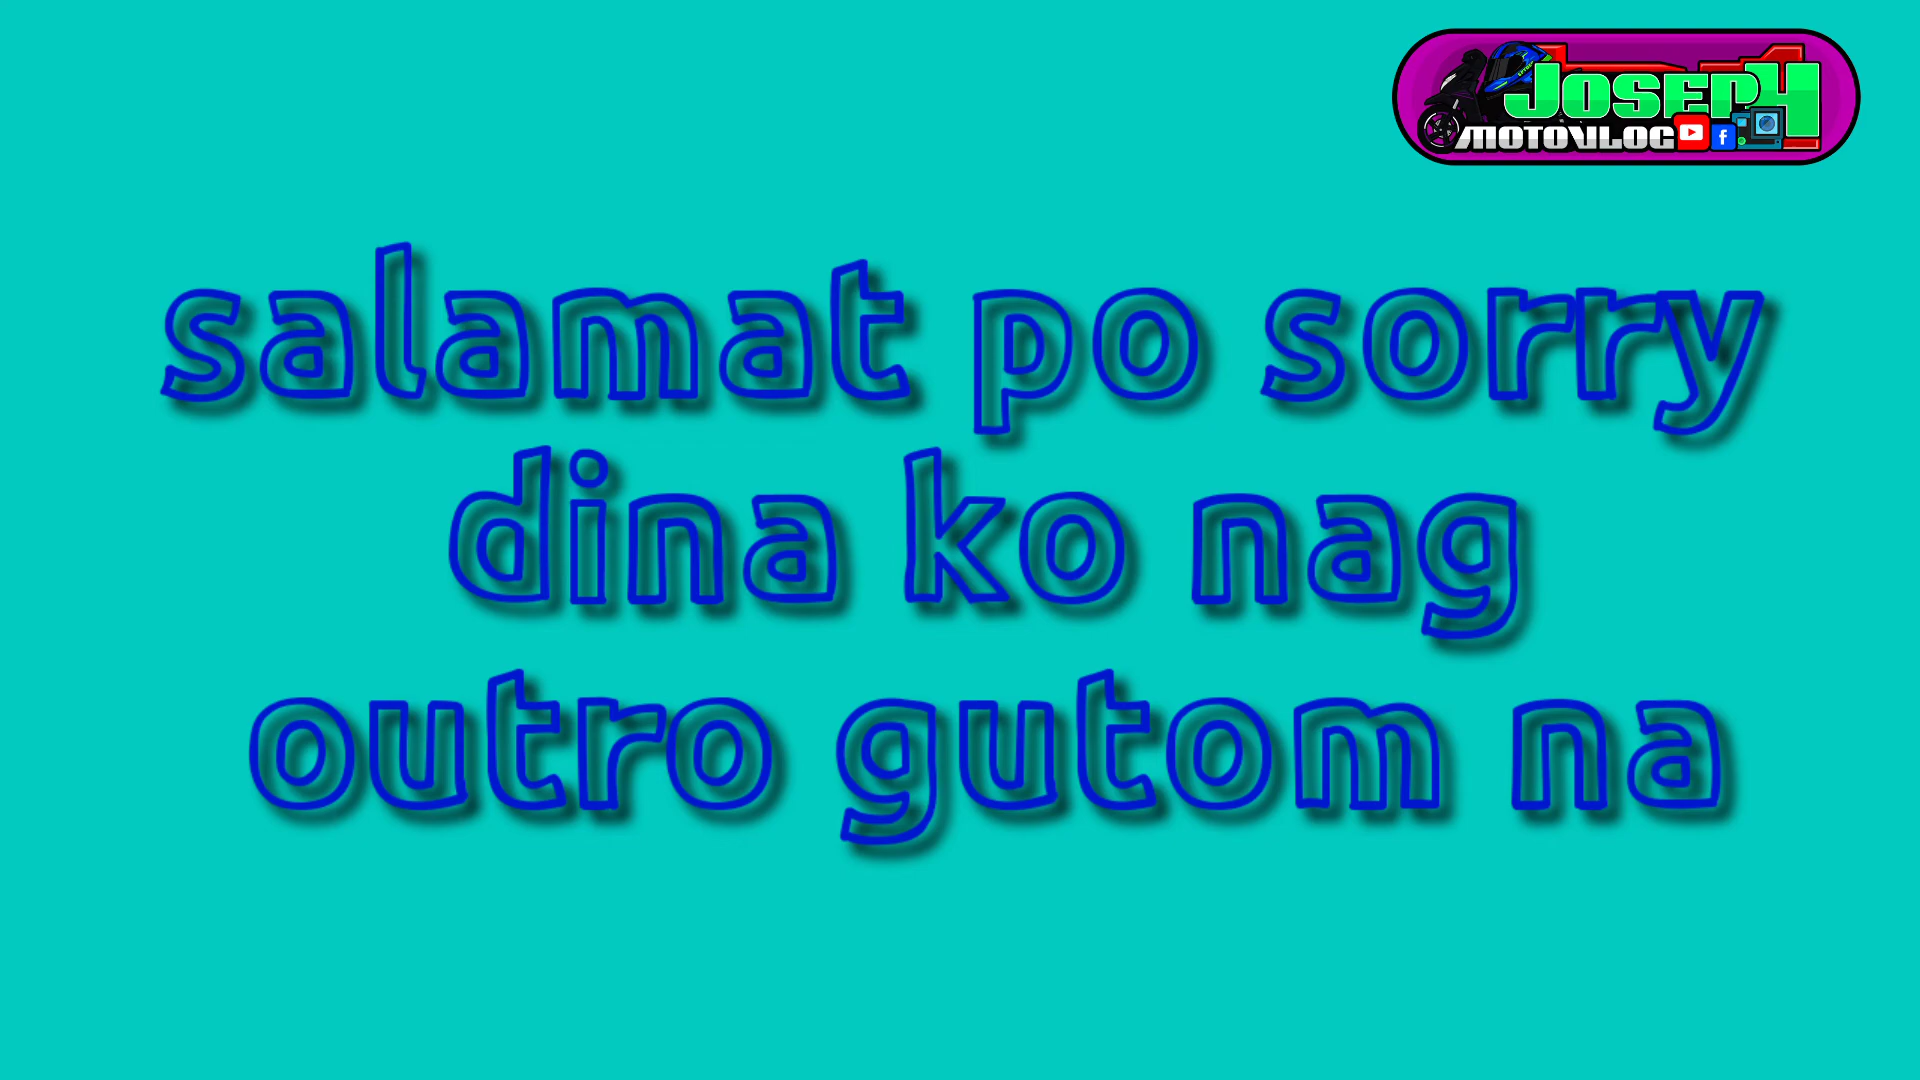 JOSEPH
MOTOVLOG
salamat po sorry
dina ko nag
outro gutom na